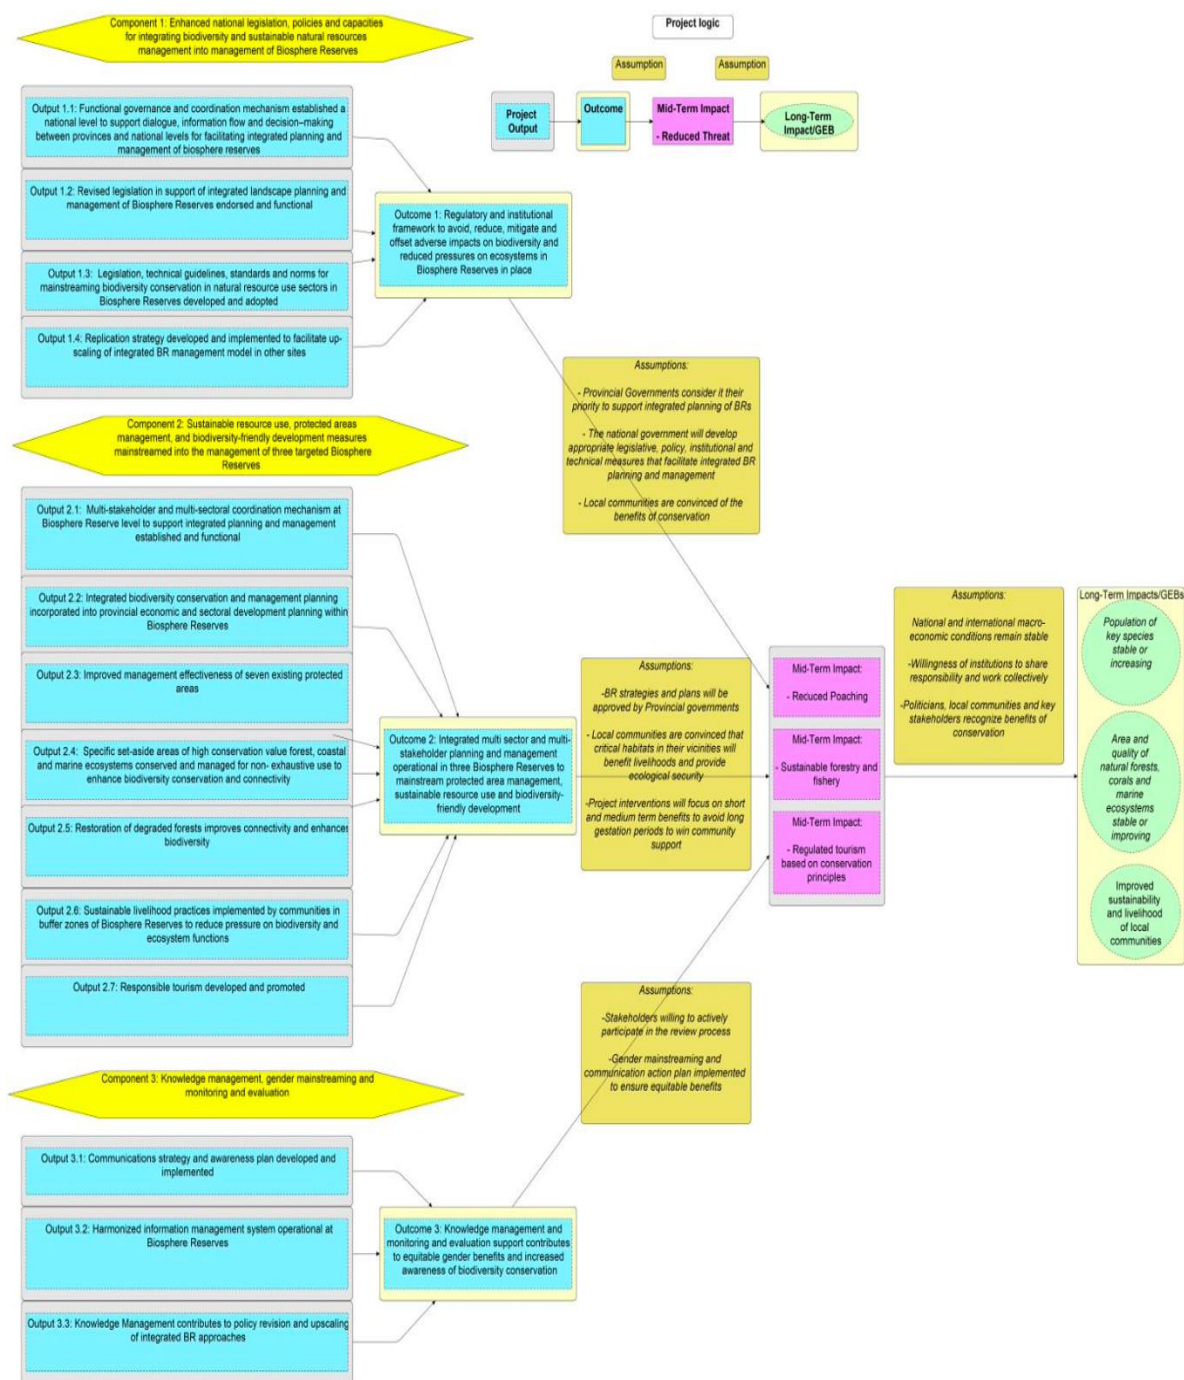 Component 1: Enhanced national legislation, policies and capacities
for integrating biodiversity and sustainable natural resources
management into management of Biosphere Reserves
Project logic
Assumption
Assumption
Project
Output
Outcome
Mid-Term Impact
- Reduced Threat
Long-Term
Impact/GEB
Output 1.1: Functional governance and coordination mechanism established a
national level to support dialogue, information flow and decision–making
between provinces and national levels for facilitating integrated planning and
management of biosphere reserves
Output 1.2: Revised legislation in support of integrated landscape planning and
management of Biosphere Reserves endorsed and functional
Output 1.3: Legislation, technical guidelines, standards and norms for
mainstreaming biodiversity conservation in natural resource use sectors in
Biosphere Reserves developed and adopted
Output 1.4: Replication strategy developed and implemented to facilitate up-
scaling of integrated BR management model in other sites
Outcome 1: Regulatory and institutional
framework to avoid, reduce, mitigate and
offset adverse impacts on biodiversity and
reduced pressures on ecosystems in
Biosphere Reserves in place
Assumptions:
- Provincial Governments consider it their
priority to support integrated planning of BRs
- The national government will develop
appropriate legislative, policy, institutional and
technical measures that facilitate integrated BR
planning and management
- Local communities are convinced of the
benefits of conservation
Component 2: Sustainable resource use, protected areas
management, and biodiversity-friendly development measures
mainstreamed into the management of three targeted Biosphere
Reserves
Output 2.1: Multi-stakeholder and multi-sectoral coordination mechanism at
Biosphere Reserve level to support integrated planning and management
established and functional
Output 2.2: Integrated biodiversity conservation and management planning
incorporated into provincial economic and sectoral development planning within
Biosphere Reserves
Output 2.3: Improved management effectiveness of seven existing protected
areas
Output 2.4: Specific set-aside areas of high conservation value forest, coastal
and marine ecosystems conserved and managed for non- exhaustive use to
enhance biodiversity conservation and connectivity
Output 2.5: Restoration of degraded forests improves connectivity and enhances
biodiversity
Output 2.6: Sustainable livelihood practices implemented by communities in
buffer zones of Biosphere Reserves to reduce pressure on biodiversity and
ecosystem functions
Output 2.7: Responsible tourism developed and promoted
Outcome 2: Integrated multi sector and multi-
stakeholder planning and management
operational in three Biosphere Reserves to
mainstream protected area management,
sustainable resource use and biodiversity-
friendly development
Assumptions:
-BR strategies and plans will be
approved by Provincial governments
- Local communities are convinced that
critical habitats in their vicinities will
benefit livelihoods and provide
ecological security
-Project interventions will focus on short
and medium term benefits to avoid long
gestation periods to win community
support
Mid-Term Impact:
- Reduced Poaching
Mid-Term Impact:
- Sustainable forestry and
fishery
Mid-Term Impact:
- Regulated tourism
based on conservation
principles
Assumptions:
National and international macro-
economic conditions remain stable
-Willingness of institutions to share
responsibility and work collectively
-Politicians, local communities and key
stakeholders recognize benefits of
conservation
Long-Term Impacts/GEBs
Population of
key species
stable or
increasing
Area and
quality of
natural forests,
corals and
marine
ecosystems
stable or
improving
Improved
sustainability
and livelihood
of local
communities
Assumptions:
-Stakeholders willing to actively
participate in the review process
-Gender mainstreaming and
communication action plan implemented
to ensure equitable benefits
Component 3: Knowledge management, gender mainstreaming and
monitoring and evaluation
Output 3.1: Communications strategy and awareness plan developed and
implemented
Output 3.2: Harmonized information management system operational at
Biosphere Reserves
Output 3.3: Knowledge Management contributes to policy revision and upscaling
of integrated BR approaches
Outcome 3: Knowledge management and
monitoring and evaluation support contributes
to equitable gender benefits and increased
awareness of biodiversity conservation